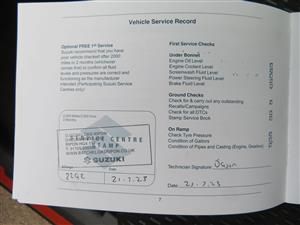 Vehicle Service Record
Optional FREE 1st Service
Suzuki recommend that you have
your vehicle checked after 2000
miles or 2 months (whichever
comes first) to confirm all fluid
levels and pressures are correct and
functioning as the manufacturer
intended (Participating Suzuki Service
Centres only)
SERVICE CENTRE
STAMP
SUZUKI
21.7.23
First Service Checks
Under Bonnet
Engine Oil Level
Engine Coolant Level
Screenwash Fluid Level
Power Steering Fluid Level
Brake Fluid Level
Ground Checks
Check for & carry out any outstanding
Recalls/Campaigns
Check for all DTCs
Stamp Service Book
On Ramp
Check Tyre Pressure
Condition of Gaitors
Condition of Pipes and Casting (Engine, Gearbox)
Technician Signature
Date 21.7.23
7